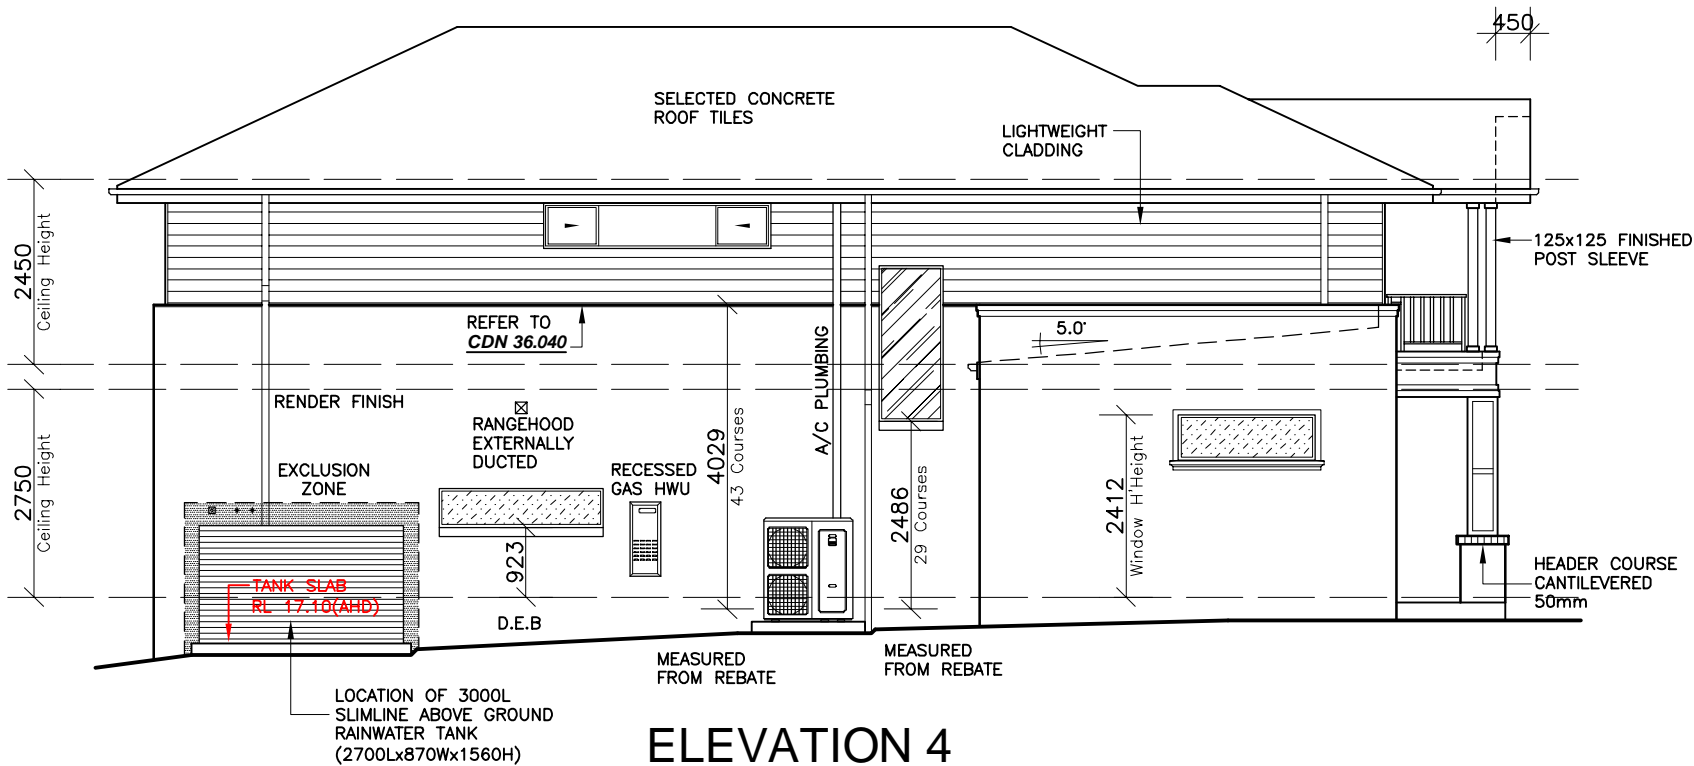 450
SELECTED CONCRETE
ROOF TILES
LIGHTWEIGHT
CLADDING
125x125 FINISHED
POST SLEEVE
2450
Ceiling Height
REFER TO
CDN 36.040
5.0°
A/C PLUMBING
RENDER FINISH
RANGEHOOD
EXTERNALLY
DUCTED
4029
43 Courses
2750
Ceiling Height
EXCLUSION
ZONE
RECESSED
GAS HWU
2486
29 Courses
2412
Window H'Height
923
TANK SLAB
RL 17.10(AHD)
D.E.B
HEADER COURSE
CANTILEVERED
50mm
MEASURED
FROM REBATE
MEASURED
FROM REBATE
LOCATION OF 3000L
SLIMLINE ABOVE GROUND
RAINWATER TANK
(2700Lx870Wx1560H)
ELEVATION 4